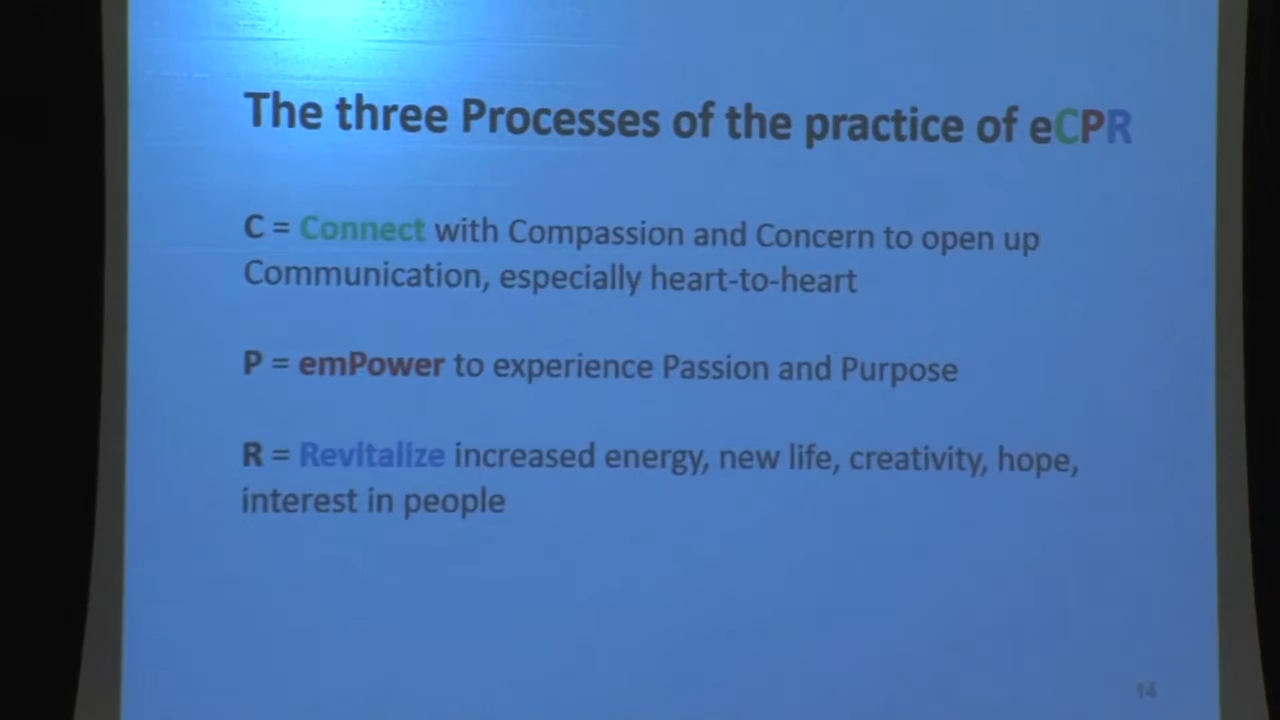 The three Processes of the practice of eCPR
C = Connect with Compassion and Concern to open up
Communication, especially heart-to-heart
P = emPower to experience Passion and Purpose
R = Revitalize increased energy, new life, creativity, hope,
interest in people
14